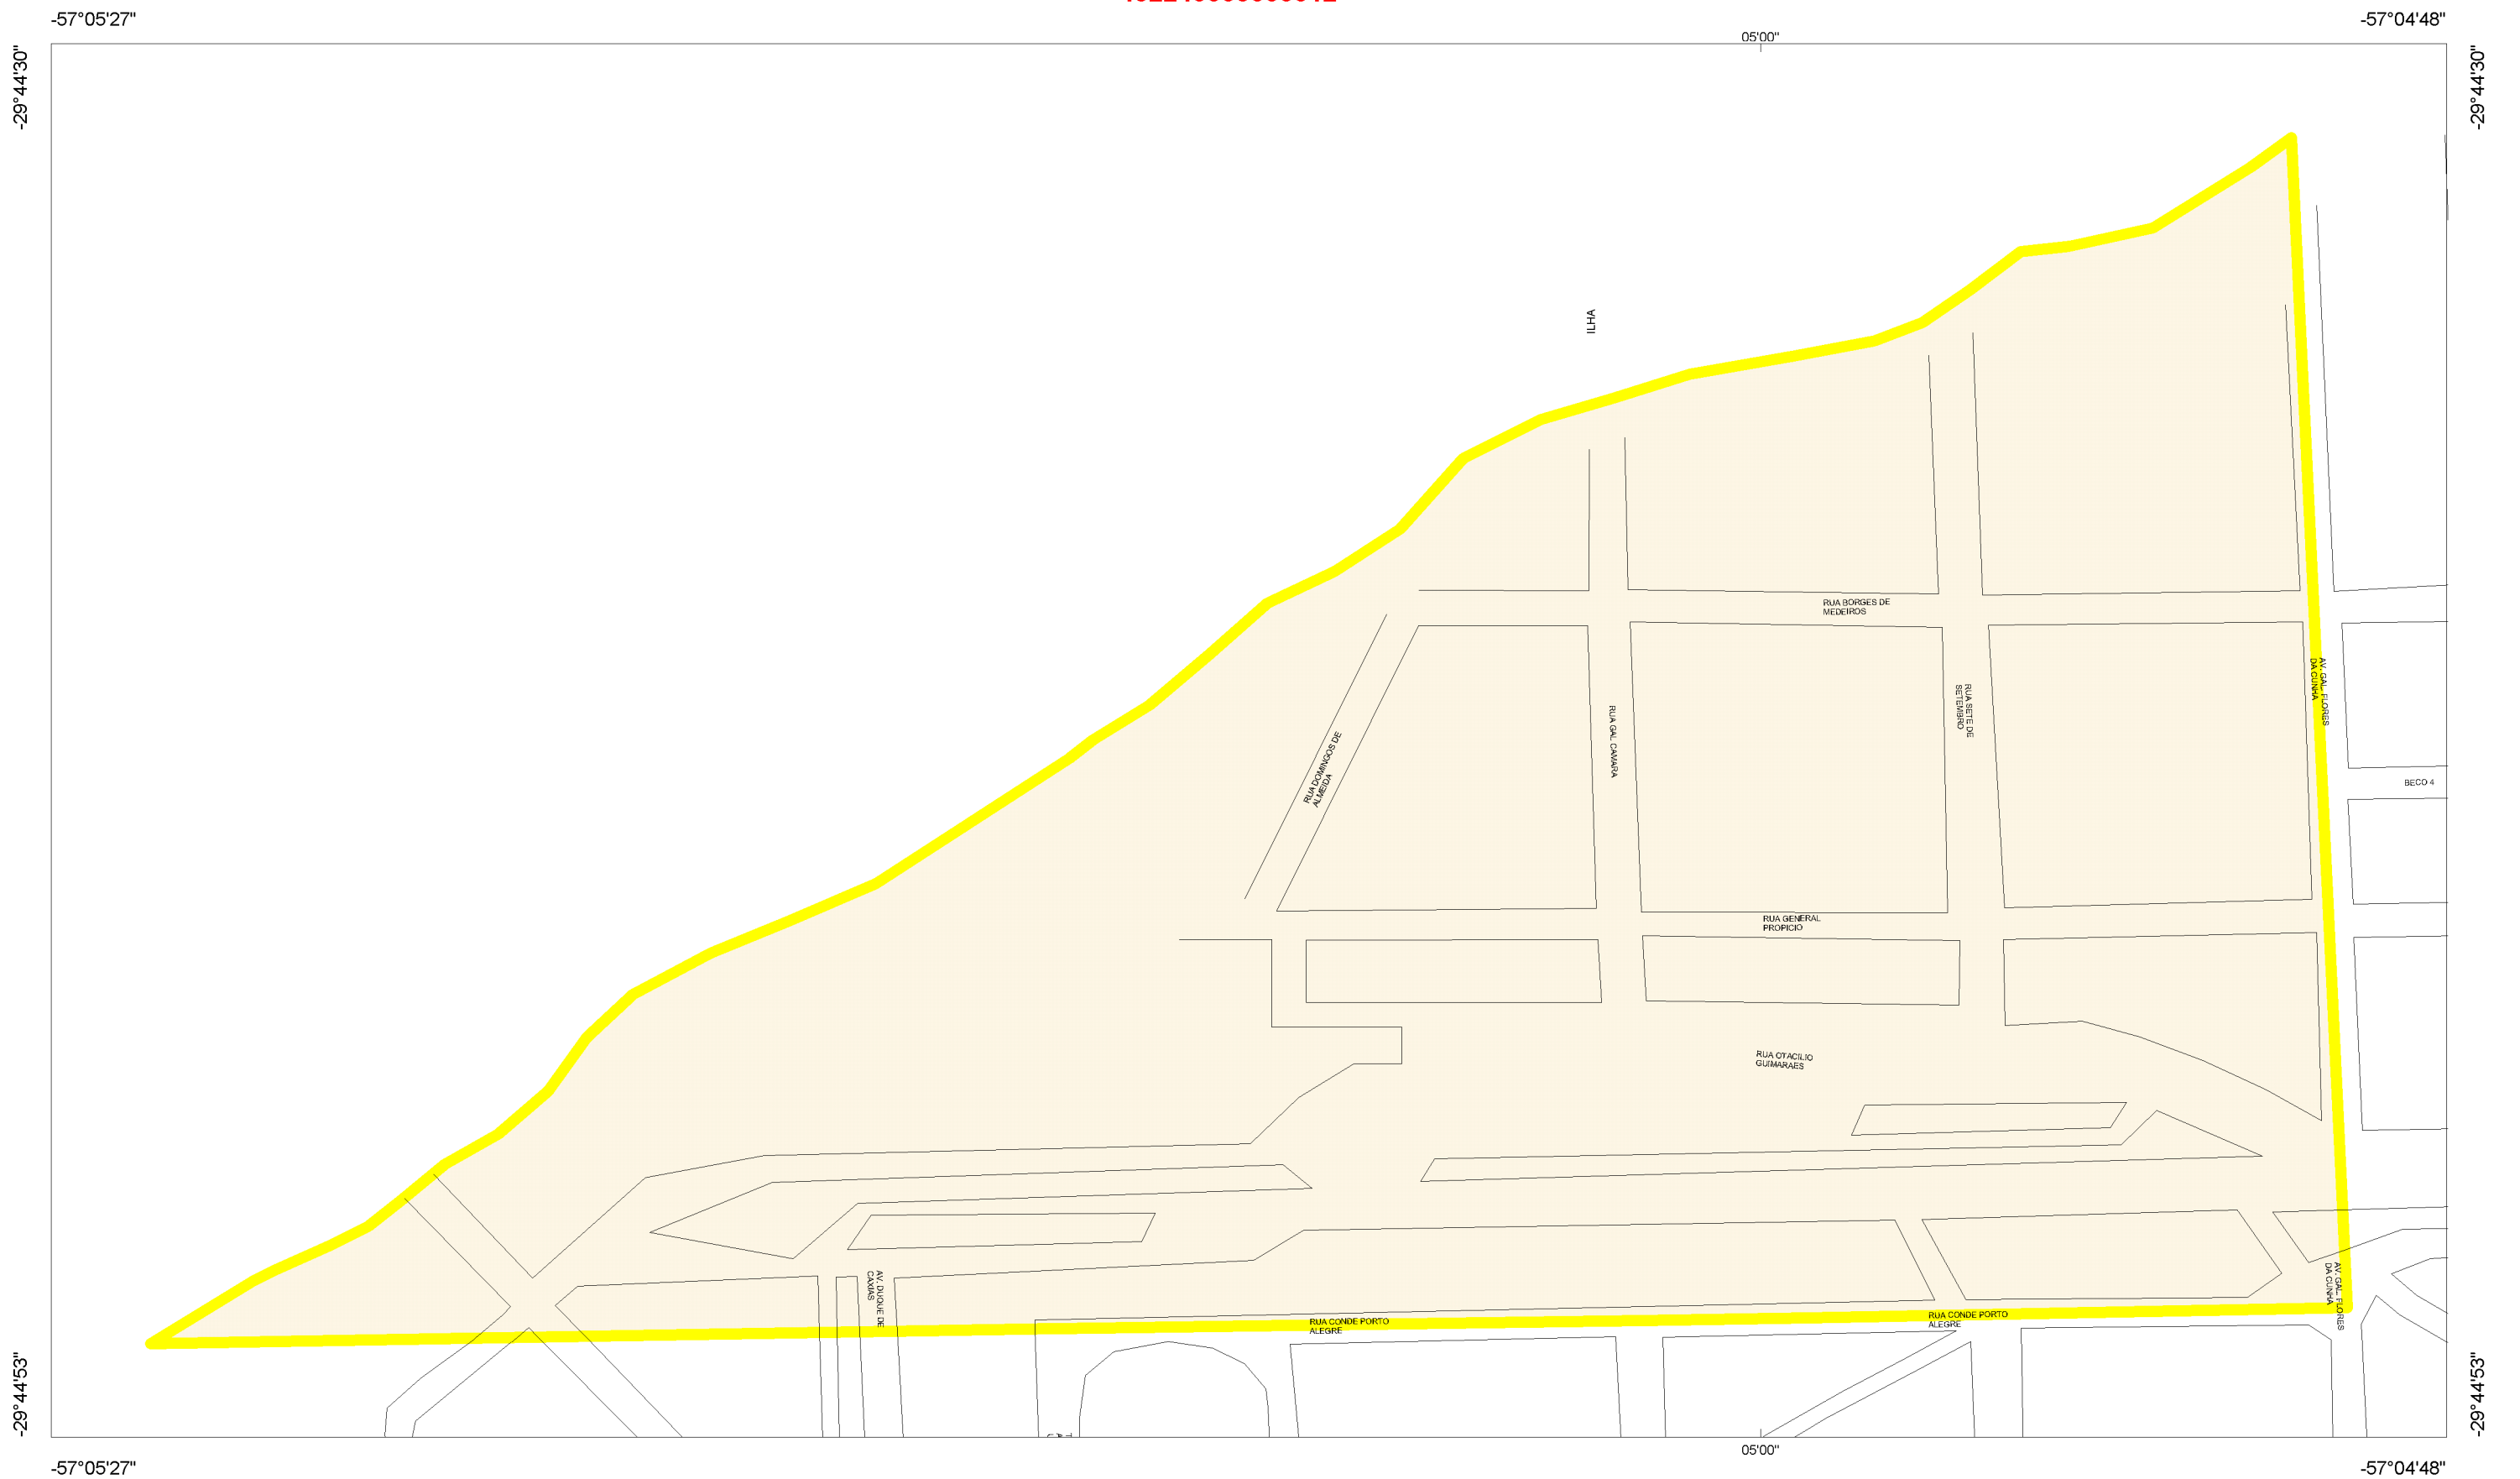 -57°05'27"
-57°04'48"
05'00"
-29°44'30"
-29°44'30"
ILHA
RUA BORGES DE
MEDEIROS
AV. GAL. FLORES
DA CUNHA
RUA SETE DE
SETEMBRO
RUA GAL CAMARA
RUA DOMINGOS DE
ALMEIDA
BECO 4
RUA GENERAL
PROPICIO
RUA OTACILIO
GUIMARAES
AV. DUQUE DE
CAXIAS
AV. GAL. FLORES
DA CUNHA
RUA CONDE PORTO
ALEGRE
RUA CONDE PORTO
ALEGRE
-29°44'53"
-29°44'53"
05'00"
-57°05'27"
-57°04'48"